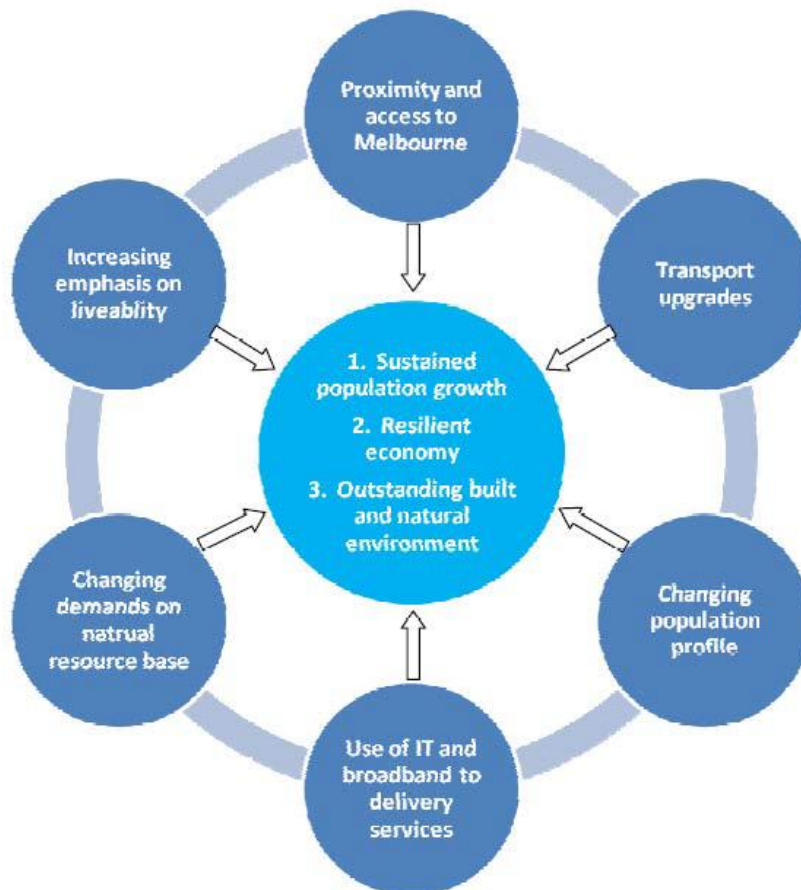 Proximity and
access to
Melbourne
Increasing
emphasis on
liveablity
Transport
upgrades
1. Sustained
population growth
2. Resilient
economy
3. Outstanding built
and natural
environment
Changing
demands on
natrual
resource base
Changing
population
profile
Use of IT and
broadband to
delivery
services